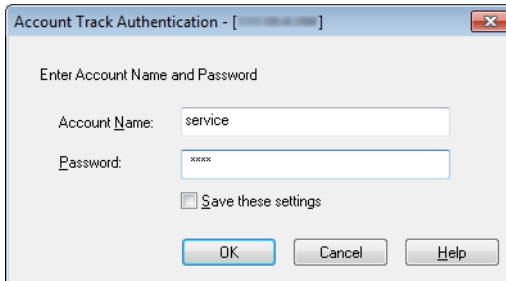 Account Track Authentication - [ ]
Enter Account Name and Password
Account Name: service
Password: ****
Save these settings
OK Cancel Help